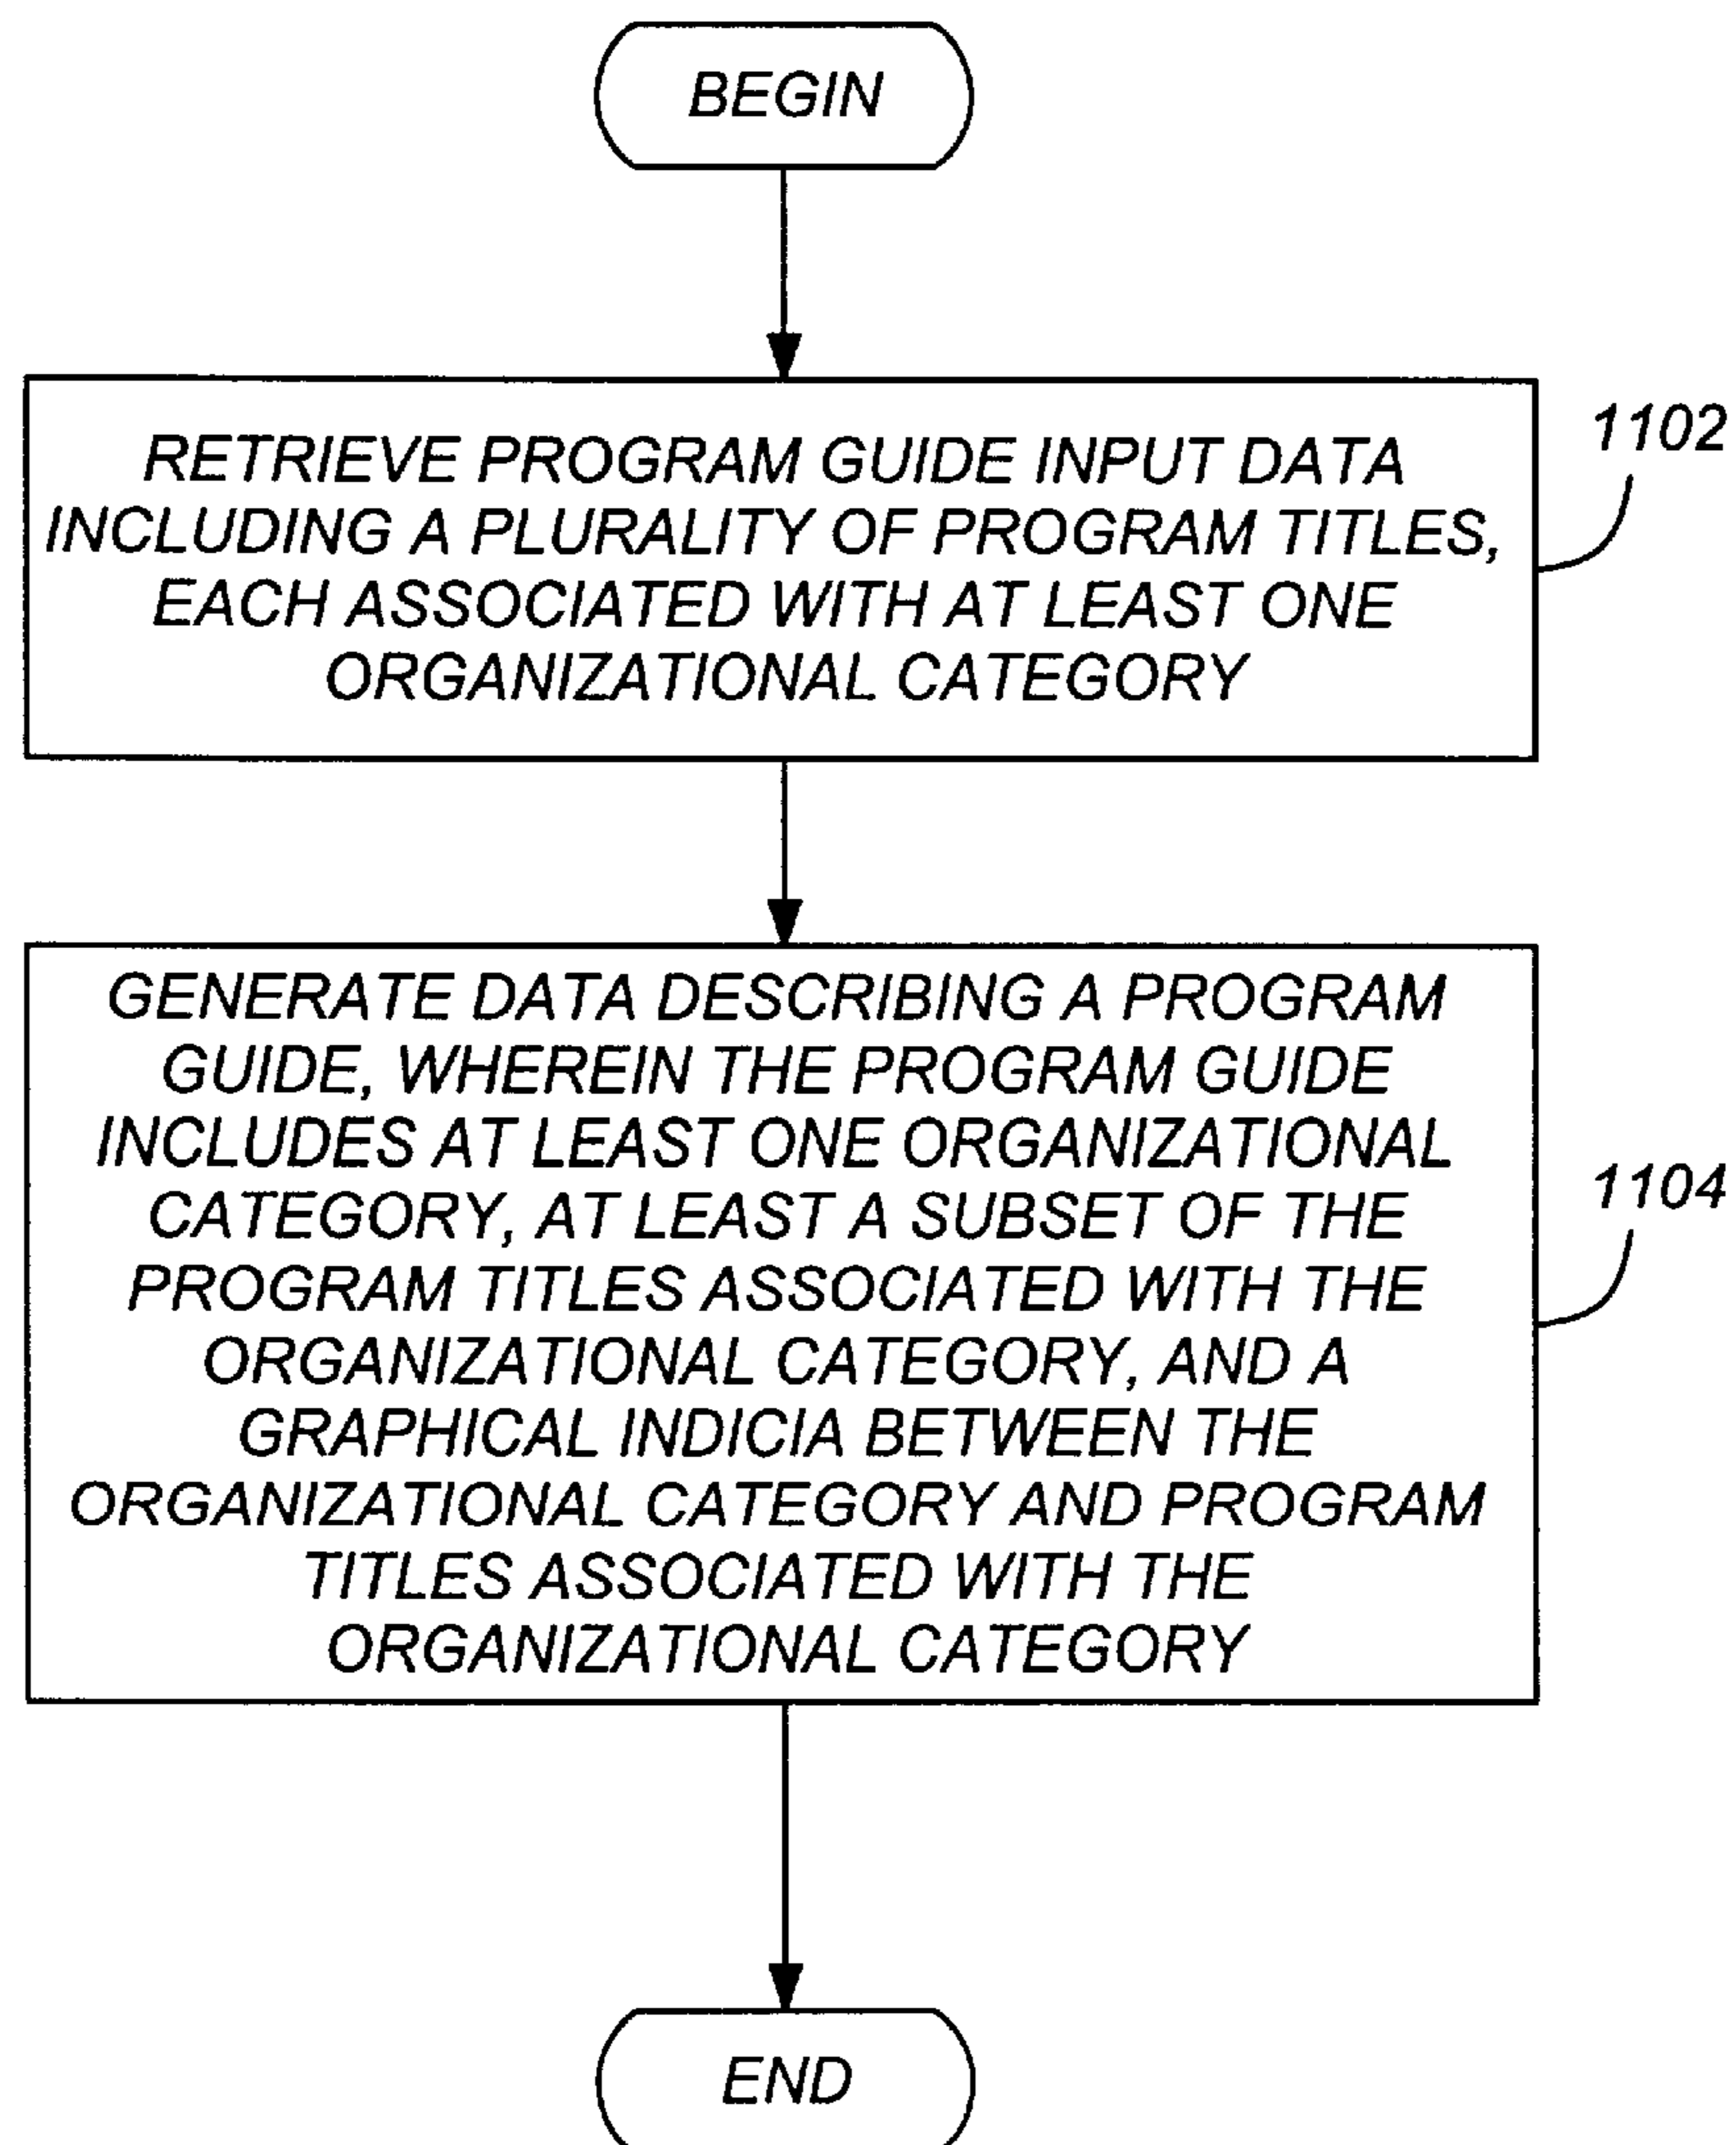 BEGIN
RETRIEVE PROGRAM GUIDE INPUT DATA
INCLUDING A PLURALITY OF PROGRAM TITLES,
EACH ASSOCIATED WITH AT LEAST ONE
ORGANIZATIONAL CATEGORY
1102
GENERATE DATA DESCRIBING A PROGRAM
GUIDE, WHEREIN THE PROGRAM GUIDE
INCLUDES AT LEAST ONE ORGANIZATIONAL
CATEGORY, AT LEAST A SUBSET OF THE
PROGRAM TITLES ASSOCIATED WITH THE
ORGANIZATIONAL CATEGORY, AND A
GRAPHICAL INDICIA BETWEEN THE
ORGANIZATIONAL CATEGORY AND PROGRAM
TITLES ASSOCIATED WITH THE
ORGANIZATIONAL CATEGORY
1104
END